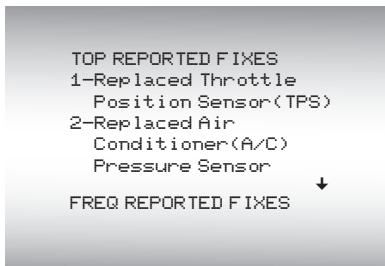 TOP REPORTED FIXES
1-Replaced Throttle
Position Sensor(TPS)
2-Replaced Air
Conditioner(A/C)
Pressure Sensor
FREQ REPORTED FIXES